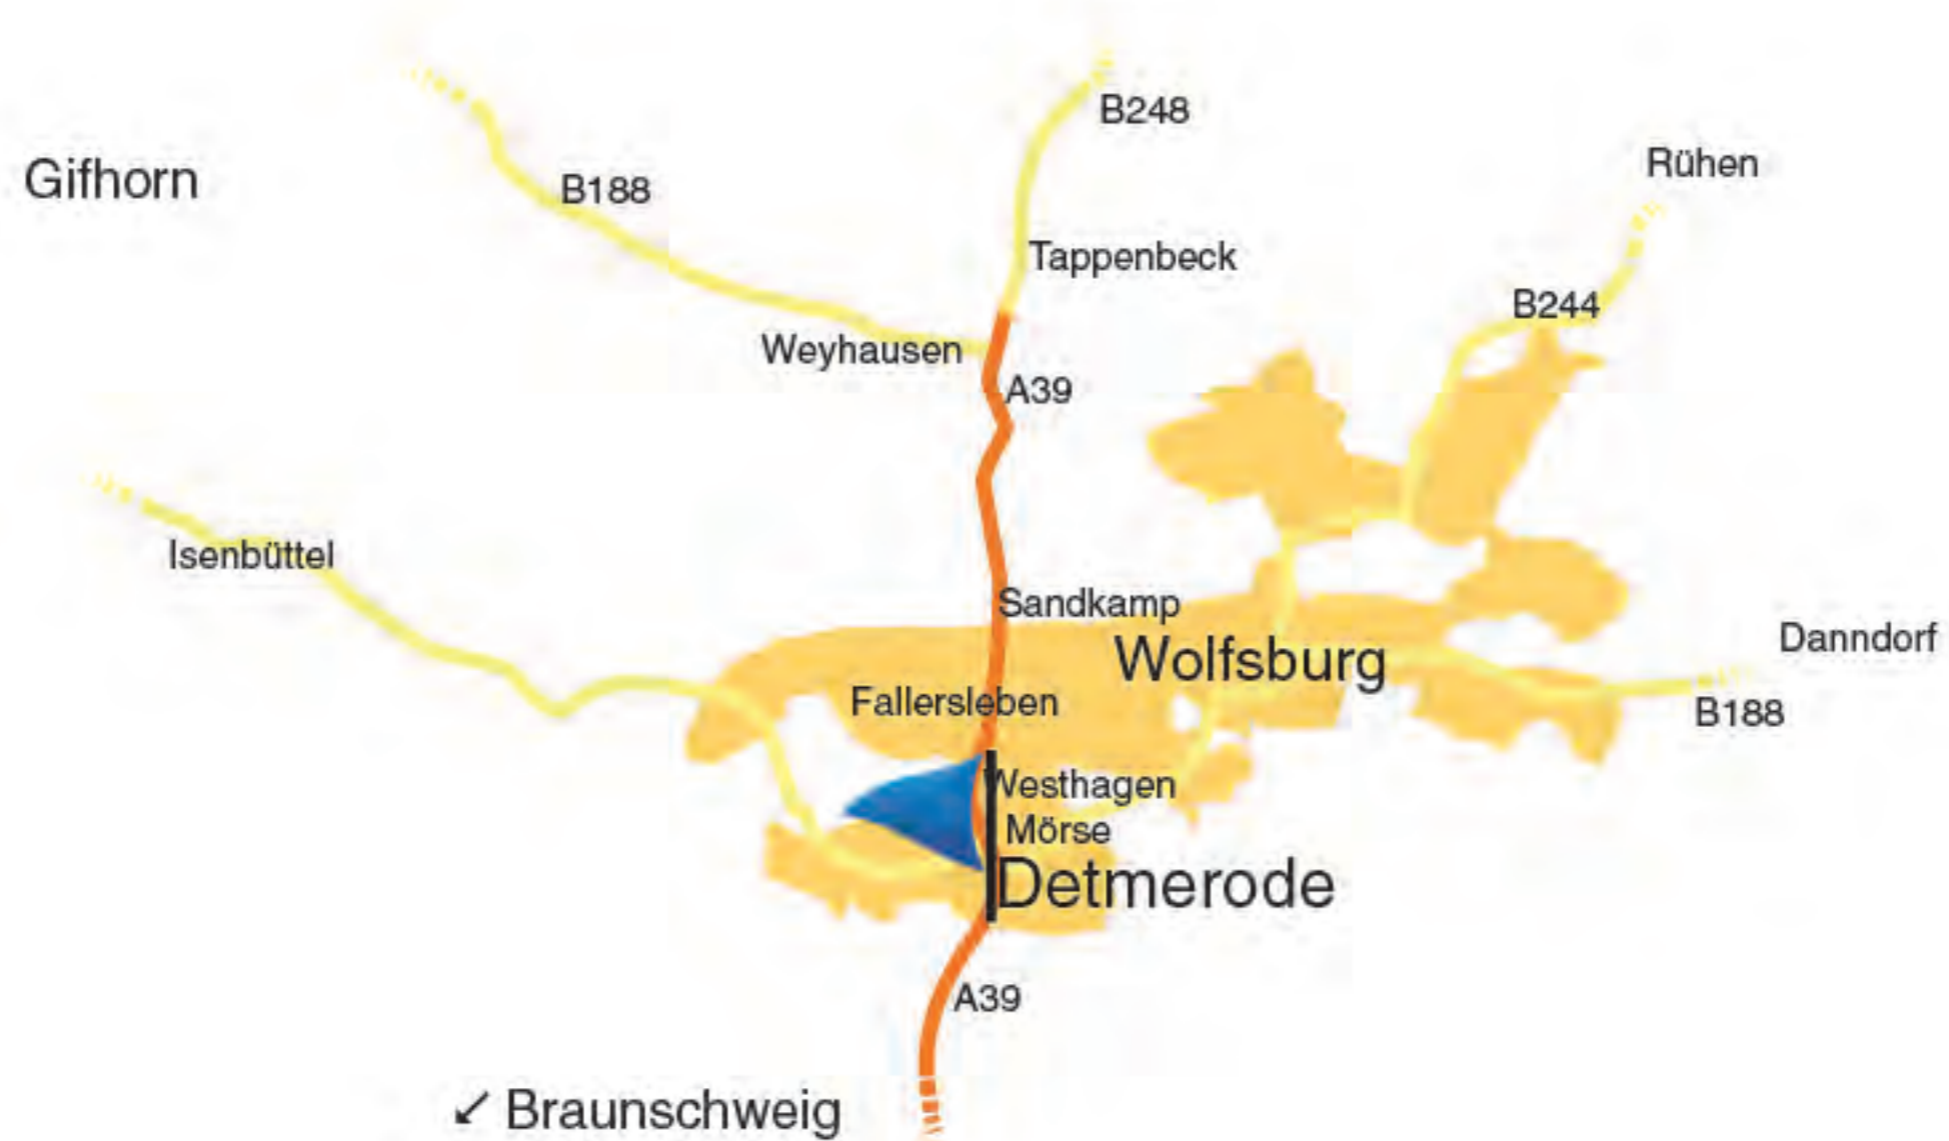 B248
Rühen
Gifhorn
B188
Tappenbeck
B244
Weyhausen
A39
Isenbüttel
Sandkamp
Wolfsburg
Danndorf
Fallersleben
B188
Westhagen
Mörse
Detmerode
A39
↙ Braunschweig